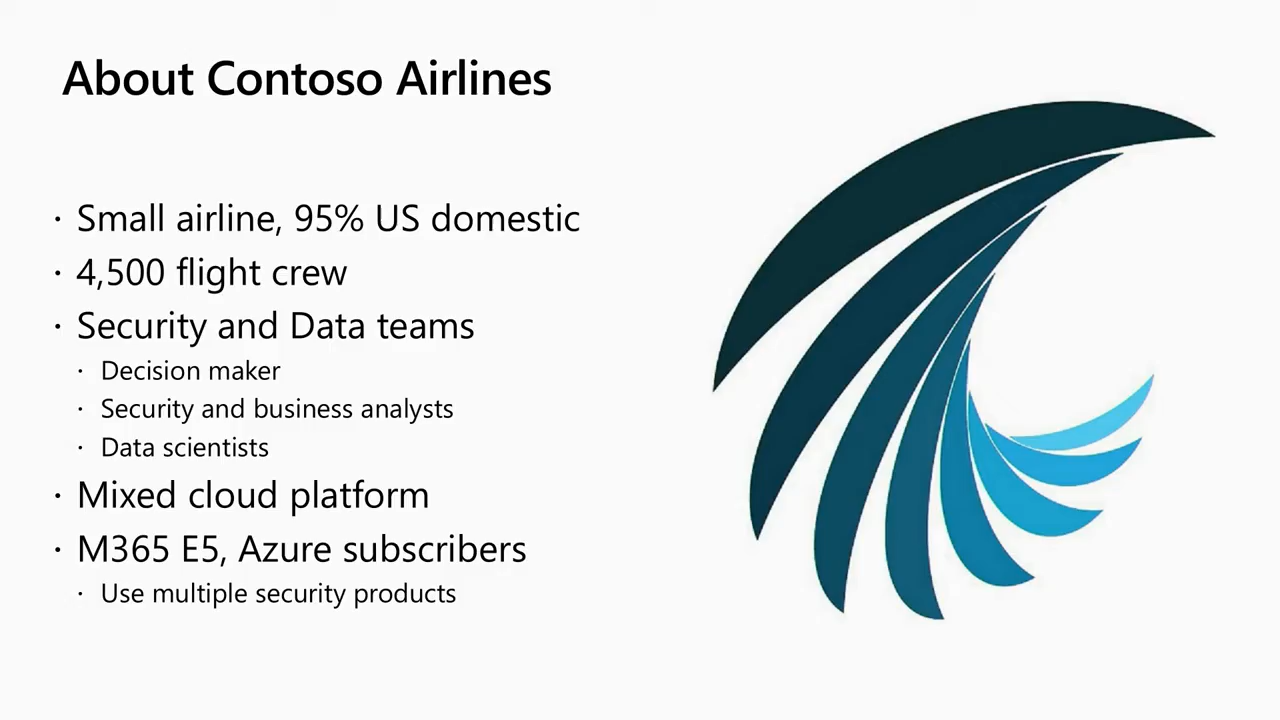 About Contoso Airlines
· Small airline, 95% US domestic
· 4,500 flight crew
· Security and Data teams
· Decision maker
· Security and business analysts
· Data scientists
· Mixed cloud platform
· M365 E5, Azure subscribers
· Use multiple security products